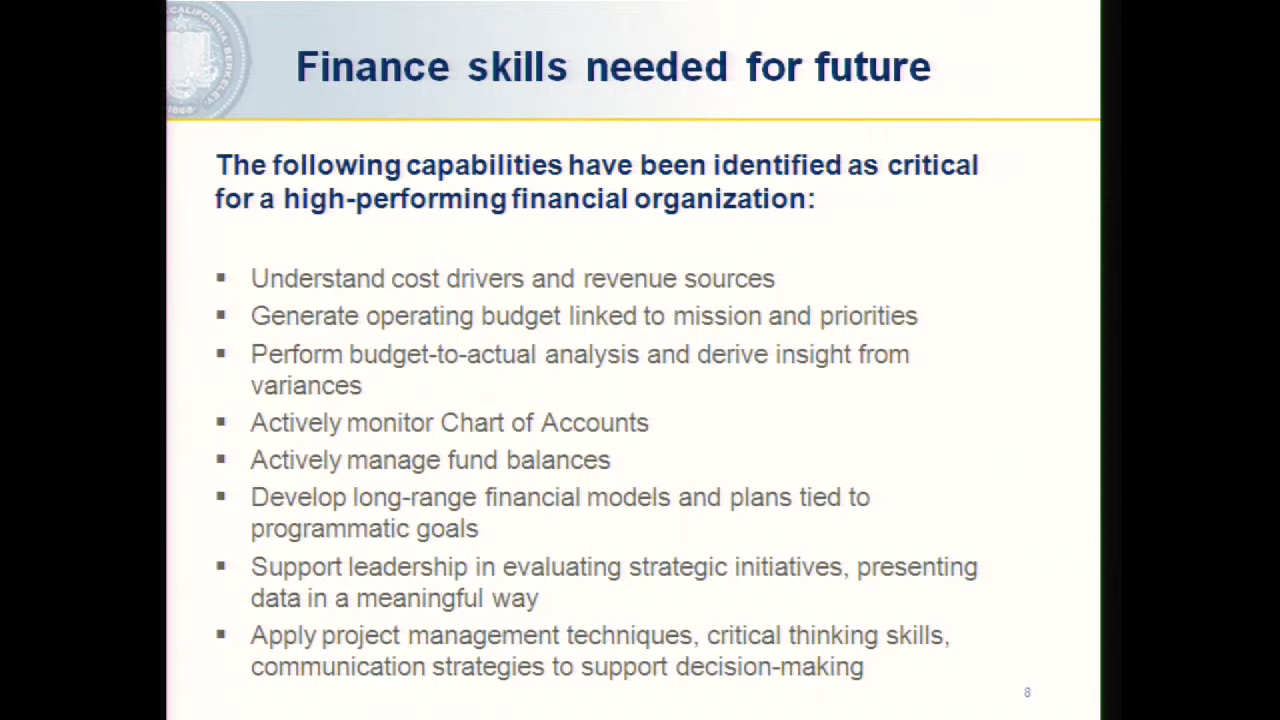 CALIFORNIA BERKELEY
1868
Finance skills needed for future
The following capabilities have been identified as critical
for a high-performing financial organization:
▪ Understand cost drivers and revenue sources
▪ Generate operating budget linked to mission and priorities
▪ Perform budget-to-actual analysis and derive insight from
variances
▪ Actively monitor Chart of Accounts
▪ Actively manage fund balances
▪ Develop long-range financial models and plans tied to
programmatic goals
▪ Support leadership in evaluating strategic initiatives, presenting
data in a meaningful way
▪ Apply project management techniques, critical thinking skills,
communication strategies to support decision-making
8